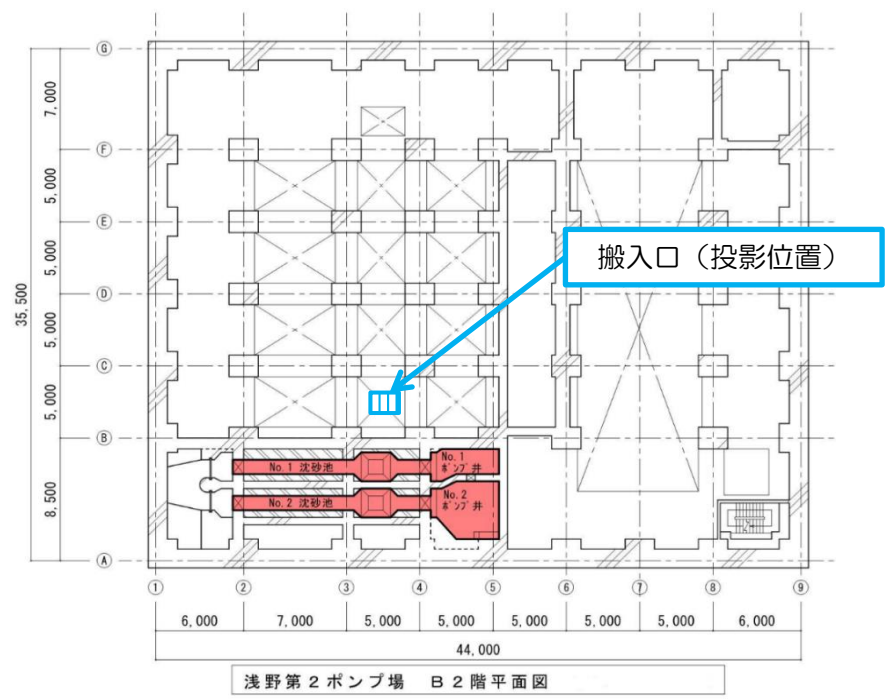 G
7,000
F
5,000
E
搬入口（投影位置）
5,000
D
35,500
5,000
C
5,000
B
No.1 沈砂池
No.1
ポンプ井
No.2 沈砂池
No.2
ポンプ井
8,500
A
1 2 3 4 5 6 7 8 9
6,000 7,000 5,000 5,000 5,000 5,000 5,000 6,000
44,000
浅野第2ポンプ場 B2階平面図